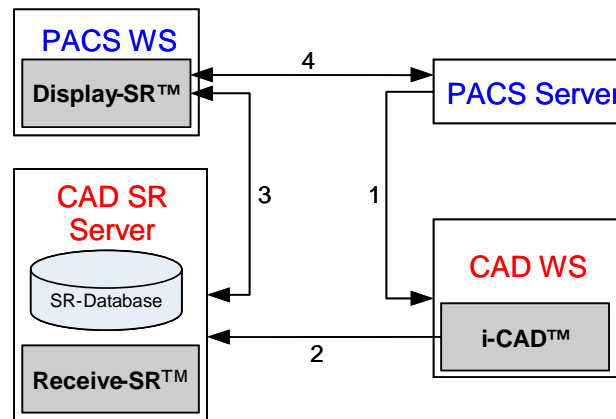 PACS WS
Display-SR™
4
PACS Server
3
1
CAD SR
Server
SR-Database
Receive-SR™
2
CAD WS
i-CAD™